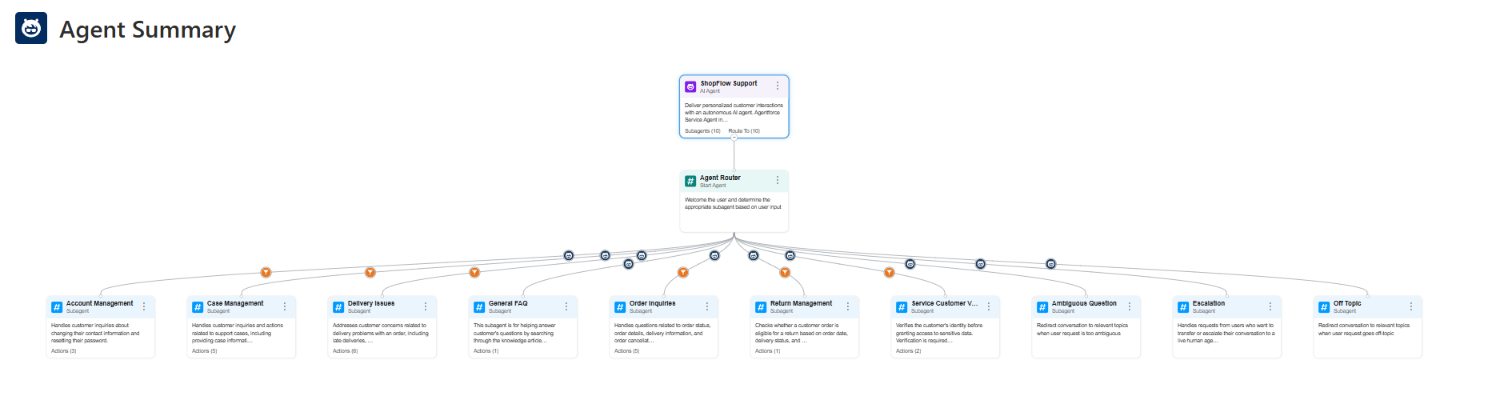 Agent Summary
ShopFlow Support
AI Agent
Deliver personalized customer interactions
with an autonomous AI agent. Agentforce
Service Agent in...
Subagents (10) Route To (10)
Agent Router
Start Agent
Welcome the user and determine the
appropriate subagent based on user input
Account Management
Subagent
Handles customer inquiries about
changing their contact information and
resetting their password.
Actions (3)
Case Management
Subagent
Handles customer inquiries and actions
related to support cases, including
providing case informati...
Actions (5)
Delivery Issues
Subagent
Addresses customer concerns related to
delivery problems with an order, including
late deliveries, ...
Actions (6)
General FAQ
Subagent
This subagent is for helping answer
customer's questions by searching
through the knowledge article...
Actions (1)
Order Inquiries
Subagent
Handles questions related to order status,
order details, delivery information, and
order cancellat...
Actions (5)
Return Management
Subagent
Checks whether a customer order is
eligible for a return based on order date,
delivery status, and ...
Actions (1)
Service Customer V...
Subagent
Verifies the customer's identity before
granting access to sensitive data.
Verification is required...
Actions (2)
Ambiguous Question
Subagent
Redirect conversation to relevant topics
when user request is too ambiguous
Escalation
Subagent
Handles requests from users who want to
transfer or escalate their conversation to a
live human age...
Off Topic
Subagent
Redirect conversation to relevant topics
when user request goes off-topic